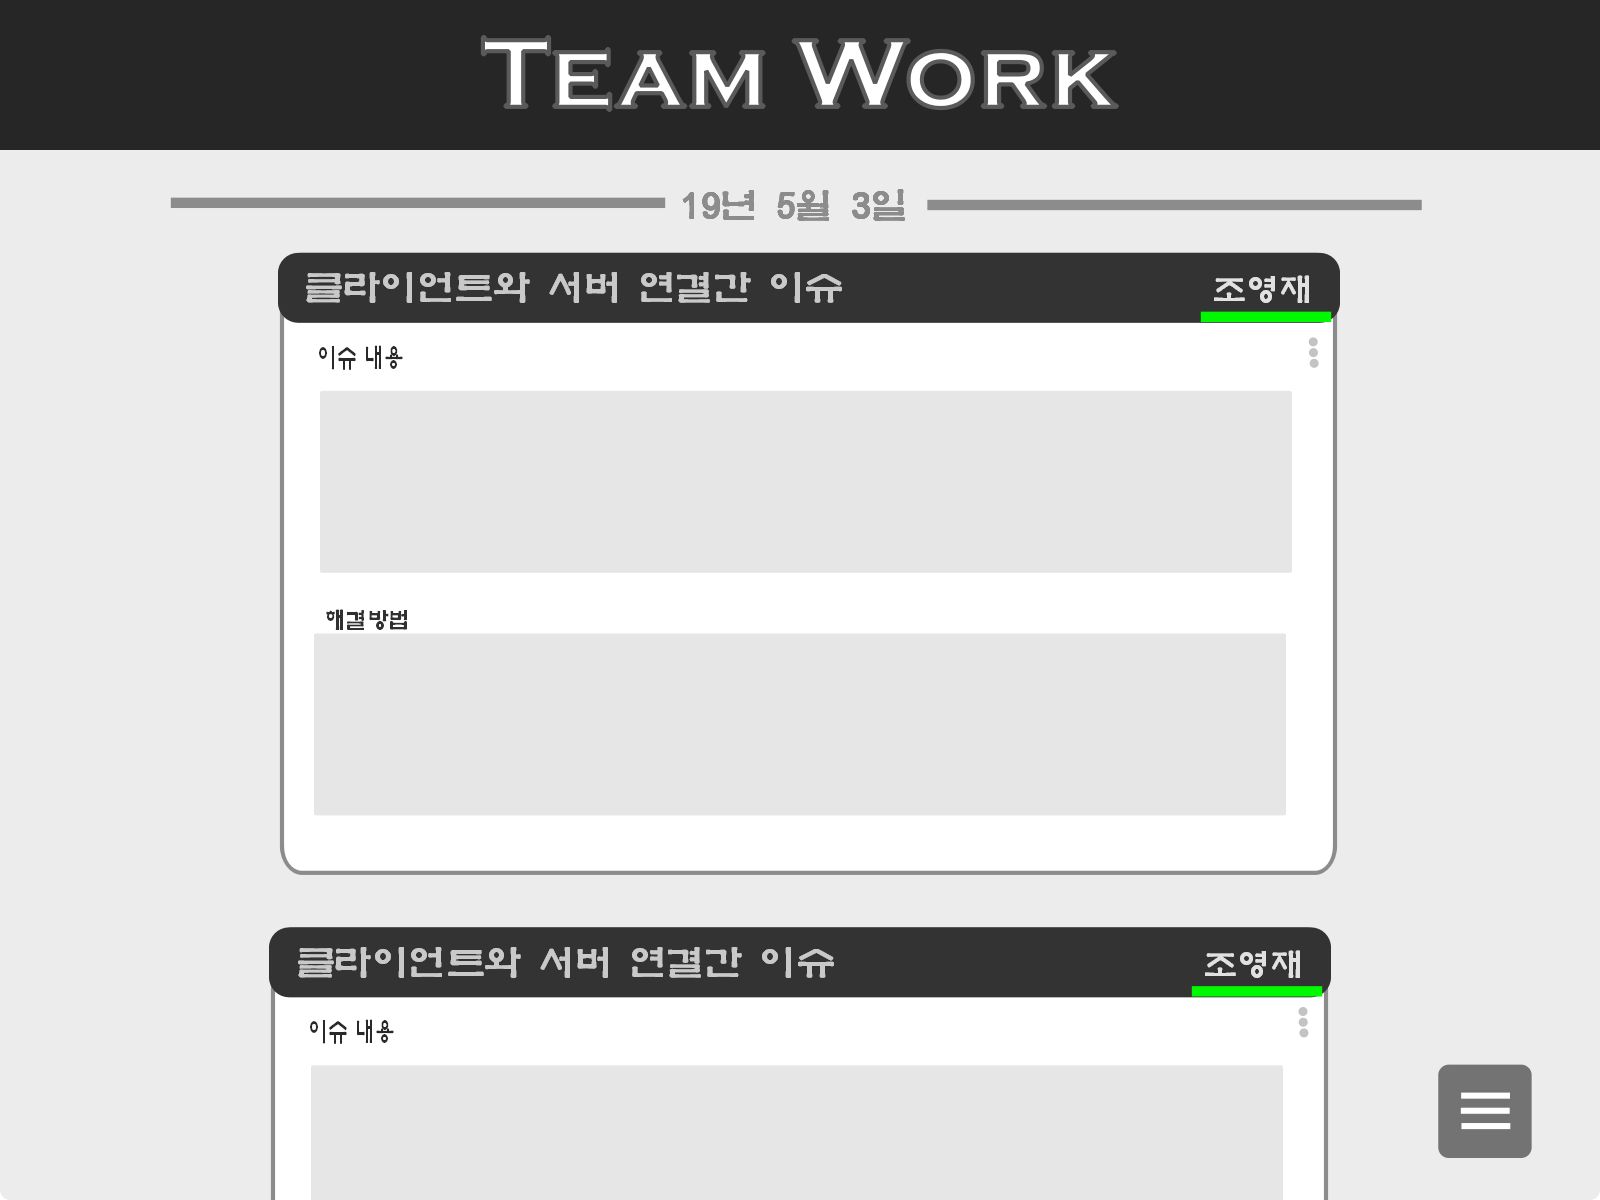 TEAM WORK
19년 5월 3일
클라이언트와 서버 연결간 이슈 조영재
이슈 내용
해결방법
클라이언트와 서버 연결간 이슈 조영재
이슈 내용